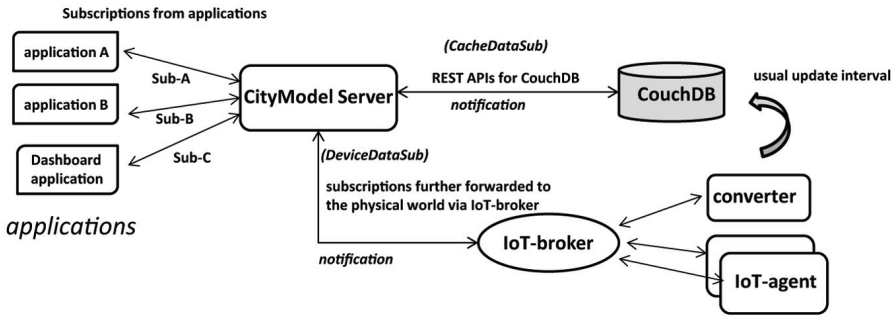 Subscriptions from applications
application A
Sub-A
application B
Sub-B
Dashboard
application
Sub-C
applications
CityModel Server
(CacheDataSub)
REST APIs for CouchDB
notification
CouchDB
usual update interval
(DeviceDataSub)
subscriptions further forwarded to
the physical world via IoT-broker
notification
IoT-broker
converter
IoT-agent